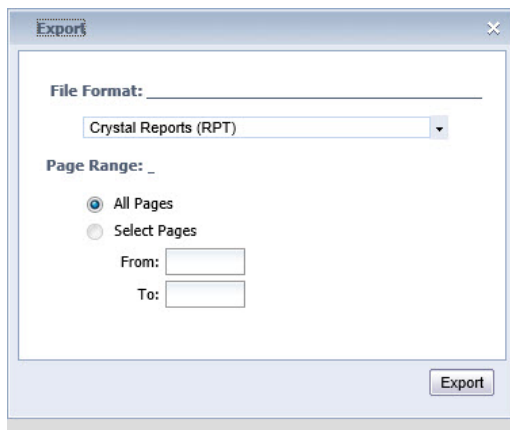 Export
File Format:
Crystal Reports (RPT)
Page Range:
All Pages
Select Pages
From:
To:
Export